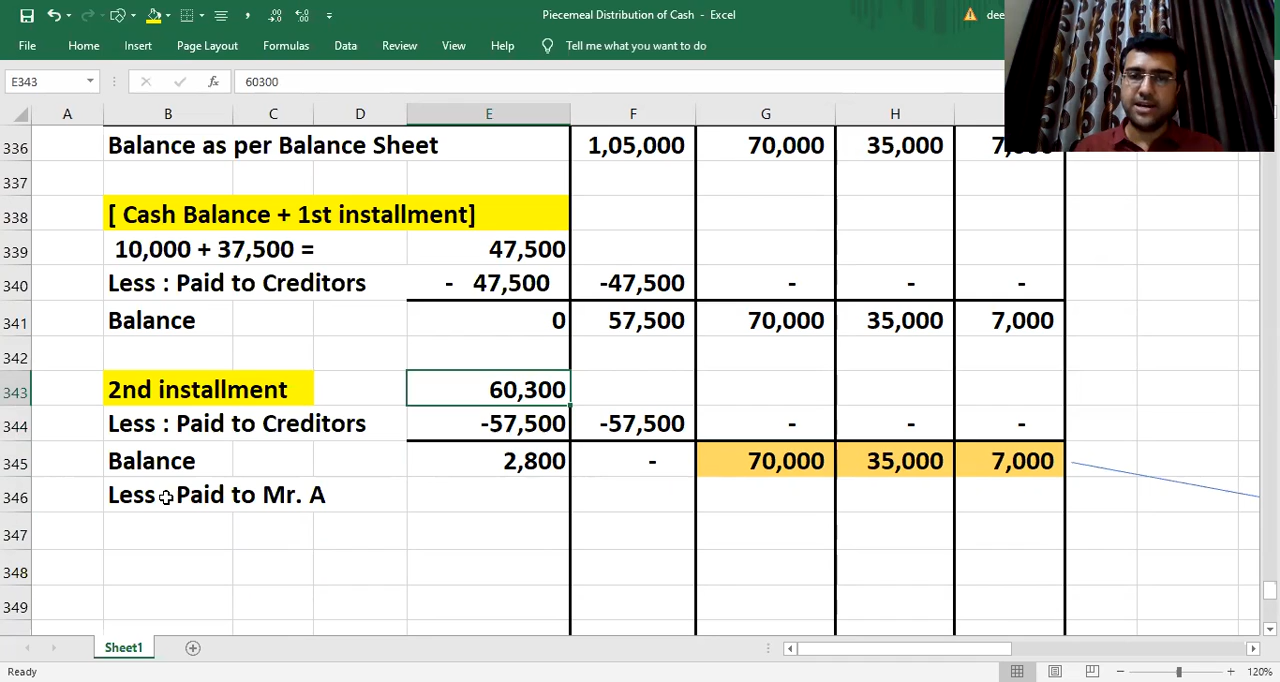 Piecemeal Distribution of Cash - Excel
dee
File Home Insert Page Layout Formulas Data Review View Help Tell me what you want to do
E343 fx 60300
A B C D E F G H
336 Balance as per Balance Sheet 1,05,000 70,000 35,000
337
338 [ Cash Balance + 1st installment]
339 10,000 + 37,500 = 47,500
340 Less : Paid to Creditors - 47,500 -47,500 - - -
341 Balance 0 57,500 70,000 35,000 7,000
342
343 2nd installment 60,300
344 Less : Paid to Creditors -57,500 -57,500 - - -
345 Balance 2,800 - 70,000 35,000 7,000
346 Less Paid to Mr. A
347
348
349
Sheet1
Ready 120%